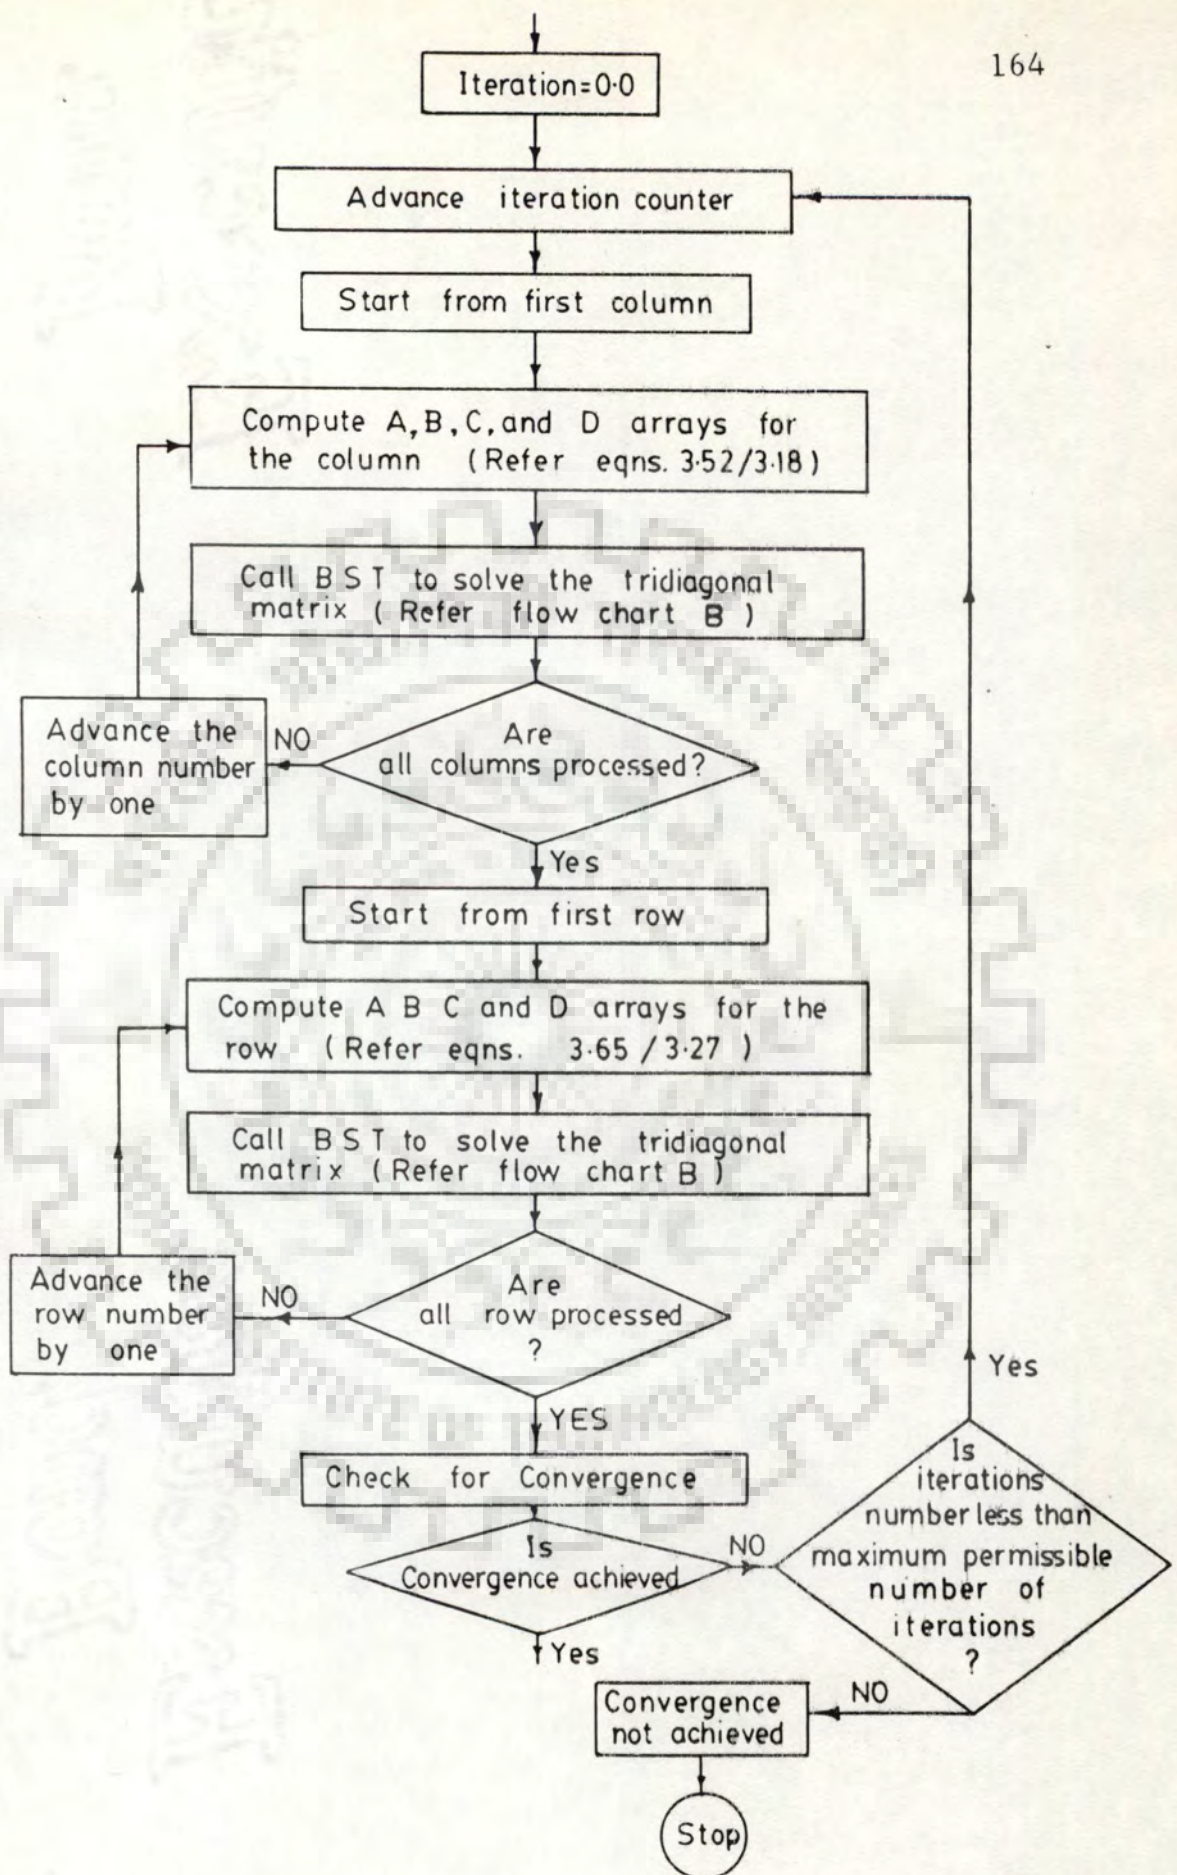 164
Iteration=0·0
Advance iteration counter
Start from first column
Compute A, B, C, and D arrays for
the column (Refer eqns. 3·52/3·18)
Call B S T to solve the tridiagonal
matrix ( Refer flow chart B )
Are
all columns processed?
NO
Advance the
column number
by one
Yes
Start from first row
Compute A B C and D arrays for the
row ( Refer eqns. 3·65 / 3·27 )
Call B S T to solve the tridiagonal
matrix ( Refer flow chart B )
Are
all row processed
?
NO
Advance the
row number
by one
YES
Check for Convergence
Is
Convergence achieved
NO
Is
iterations
number less than
maximum permissible
number of
iterations
?
Yes
Yes
NO
Convergence
not achieved
Stop